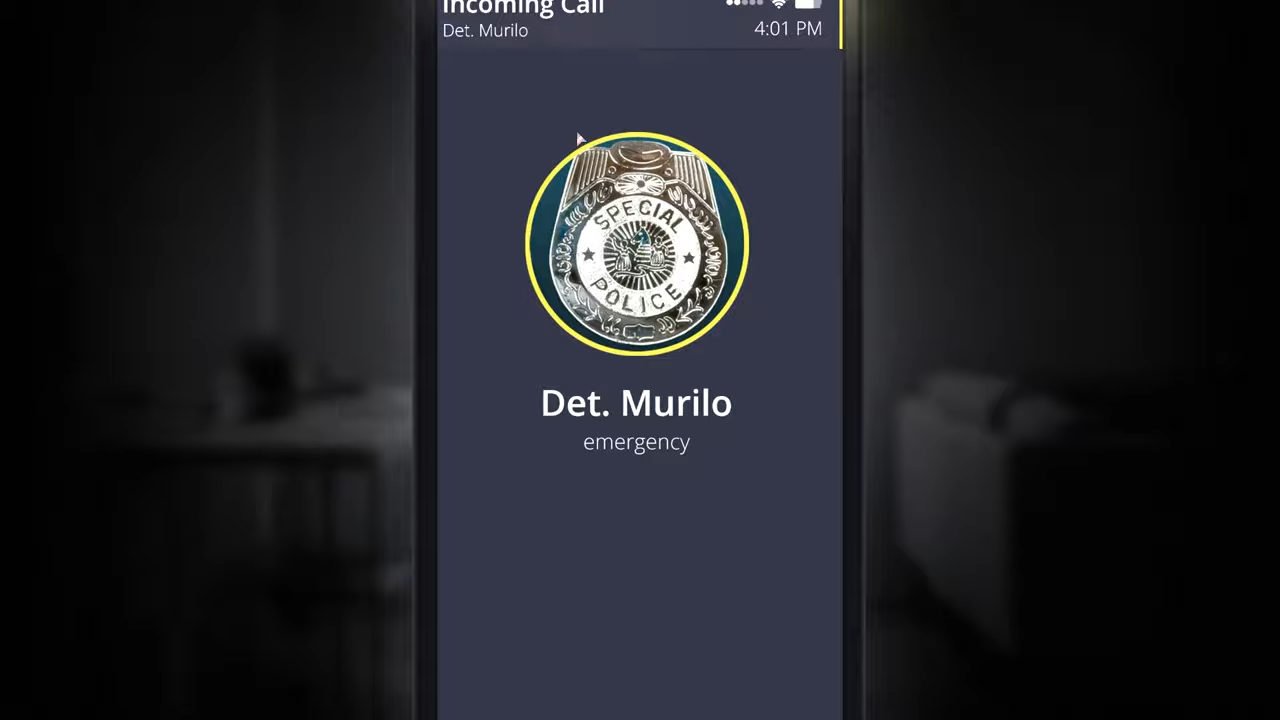 Incoming Call
Det. Murilo
4:01 PM
SPECIAL
POLICE
Det. Murilo
emergency